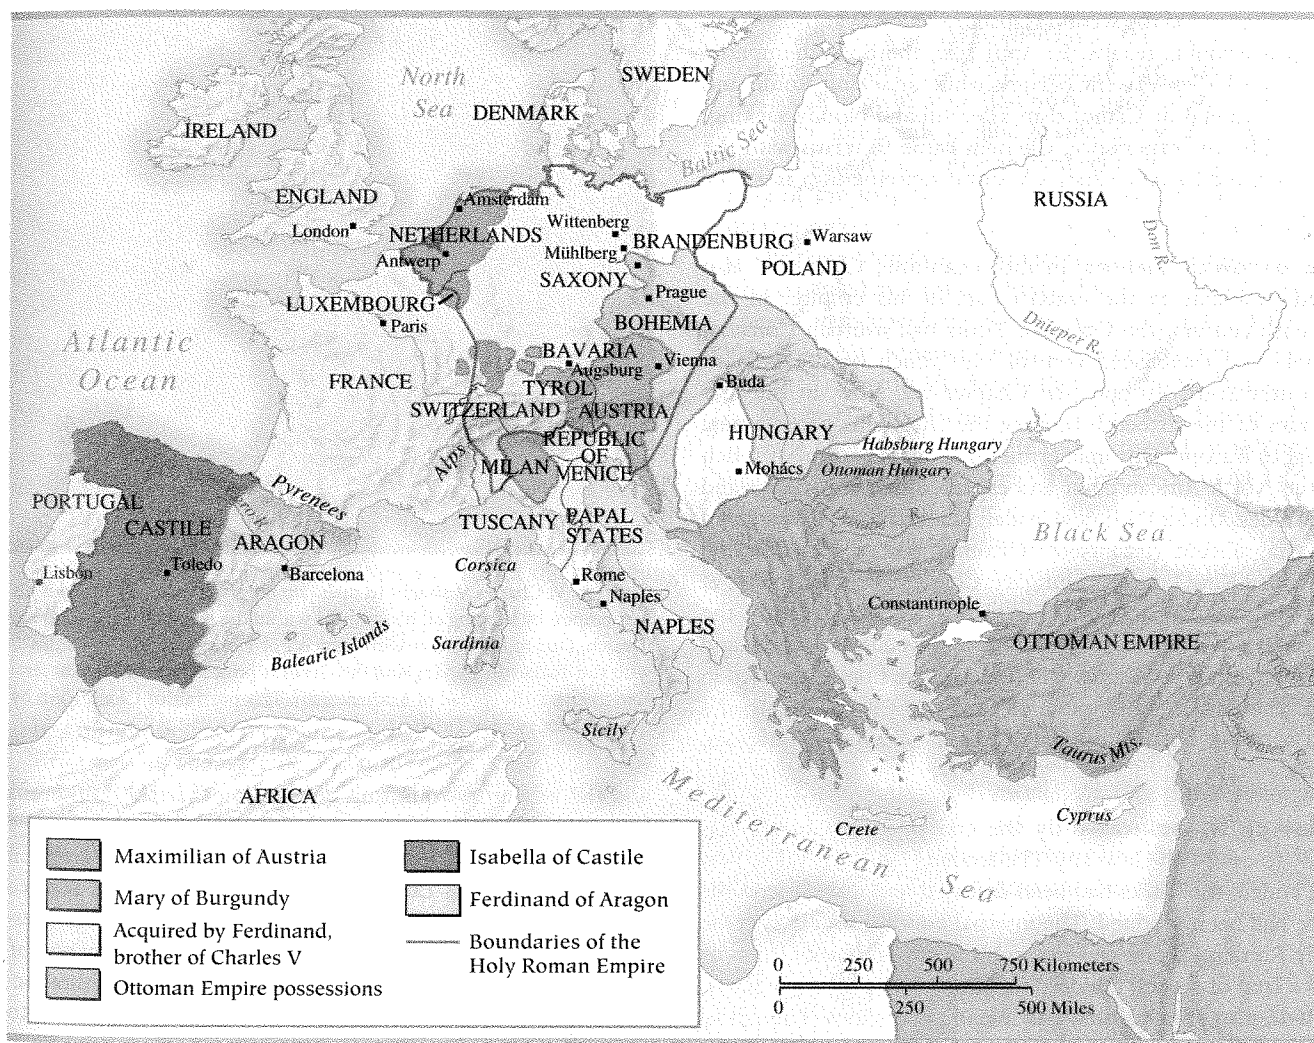 North
Sea
SWEDEN
DENMARK
IRELAND
Baltic Sea
ENGLAND
Amsterdam
RUSSIA
London
Wittenberg
NETHERLANDS
BRANDENBURG
Warsaw
Don R.
Mühlberg
Antwerp
POLAND
SAXONY
LUXEMBOURG
Prague
Paris
BOHEMIA
Dnieper R.
Atlantic
Ocean
BAVARIA
Augsburg
Vienna
FRANCE
TYROL
Buda
SWITZERLAND
AUSTRIA
HUNGARY
REPUBLIC
OF
VENICE
Habsburg Hungary
Alps
MILAN
Mohács
Ottoman Hungary
Pyrenees
PORTUGAL
CASTILE
TUSCANY
PAPAL
STATES
Black Sea
ARAGON
Corsica
Lisbon
Toledo
Barcelona
Rome
Naples
Constantinople
NAPLES
Balearic Islands
Sardinia
OTTOMAN EMPIRE
Sicily
Taurus Mts.
AFRICA
Mediterranean Sea
Crete
Cyprus
Maximilian of Austria
Mary of Burgundy
Acquired by Ferdinand,
brother of Charles V
Ottoman Empire possessions
Isabella of Castile
Ferdinand of Aragon
Boundaries of the
Holy Roman Empire
0 250 500 750 Kilometers
0 250 500 Miles